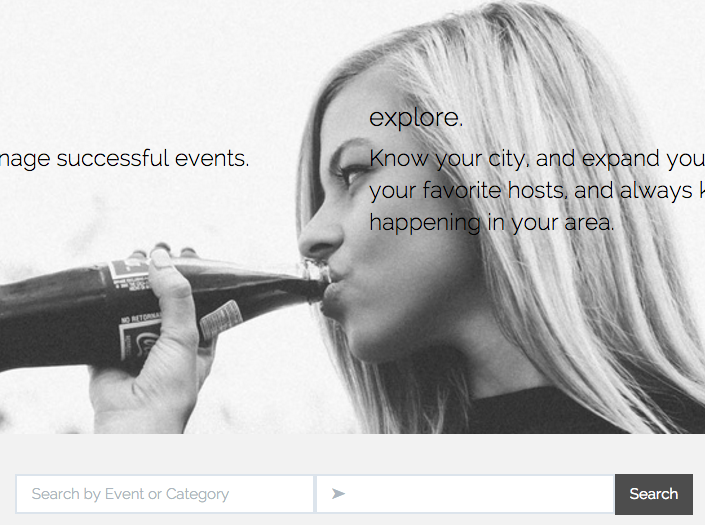 explore.
nage successful events.
Know your city, and expand you
your favorite hosts, and always k
happening in your area.
NO RETORNA
Search by Event or Category
Search